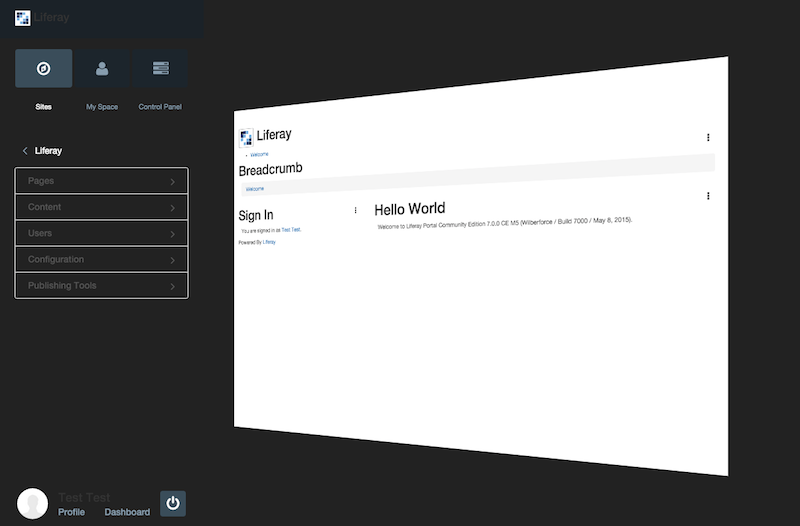 Liferay
Sites
My Space
Control Panel
Liferay
Pages
Content
Users
Configuration
Publishing Tools
Test Test
Profile
Dashboard
Liferay
Welcome
Breadcrumb
Welcome
Sign In
You are signed in as Test Test.
Powered By Liferay
Hello World
Welcome to Liferay Portal Community Edition 7.0.0 CE M5 (Wilberforce / Build 7000 / May 8, 2015).